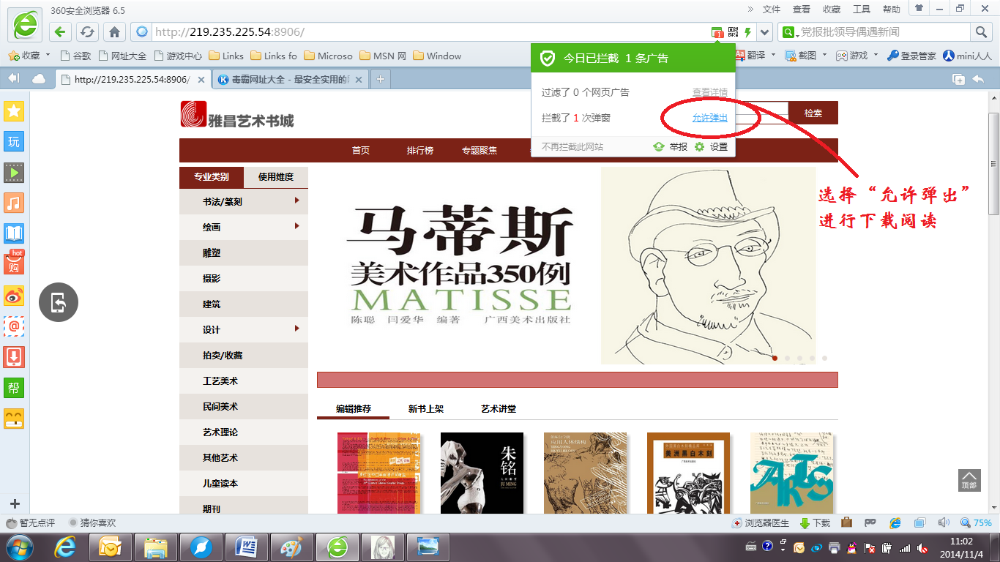 360安全浏览器 6.5
» 文件 查看 收藏 工具 帮助
http://219.235.225.54:8906/
1
党报批领导偶遇新闻
收藏 谷歌 网址大全 游戏中心 Links Links fo Microso MSN 网 Window
翻译 截图 游戏 登录管家 mini人人
http://219.235.225.54:8906/
毒霸网址大全 - 最安全实用的
今日已拦截 1 条广告
过滤了 0 个网页广告 查看详情
拦截了 1 次弹窗 允许弹出
不再拦截此网站 举报 设置
玩
hot
购
帮
雅昌艺术书城
检索
首页 排行榜 专题聚焦
选择“允许弹出”
进行下载阅读
专业类别 使用维度
书法/篆刻
绘画
雕塑
摄影
建筑
设计
拍卖/收藏
工艺美术
民间美术
艺术理论
其他艺术
儿童读本
期刊
马蒂斯
美术作品350例
MATISSE
陈聪 闫爱华 编著 广西美术出版社
编辑推荐 新书上架 艺术讲堂
朱铭
JU MING
应用人体结构
美洲黑白木刻
ARTS
顶部
暂无点评 猜你喜欢
浏览器医生 下载 75%
11:02
2014/11/4